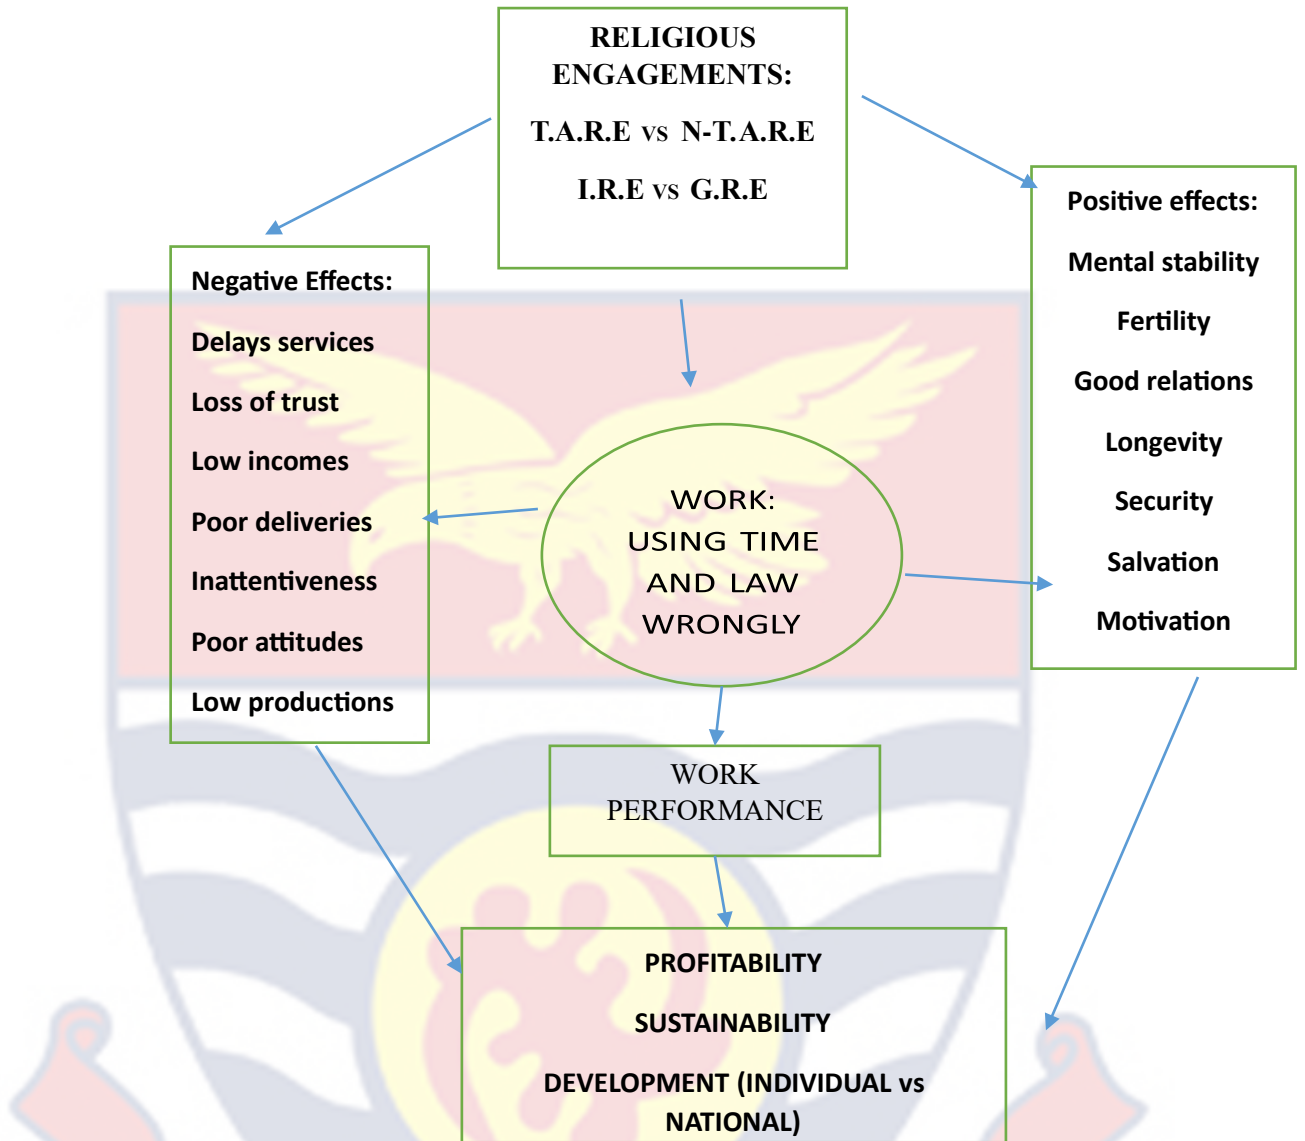 RELIGIOUS
ENGAGEMENTS:
T.A.R.E vs N-T.A.R.E
I.R.E vs G.R.E
Negative Effects:
Delays services
Loss of trust
Low incomes
Poor deliveries
Inattentiveness
Poor attitudes
Low productions
WORK:
USING TIME
AND LAW
WRONGLY
Positive effects:
Mental stability
Fertility
Good relations
Longevity
Security
Salvation
Motivation
WORK
PERFORMANCE
PROFITABILITY
SUSTAINABILITY
DEVELOPMENT (INDIVIDUAL vs
NATIONAL)